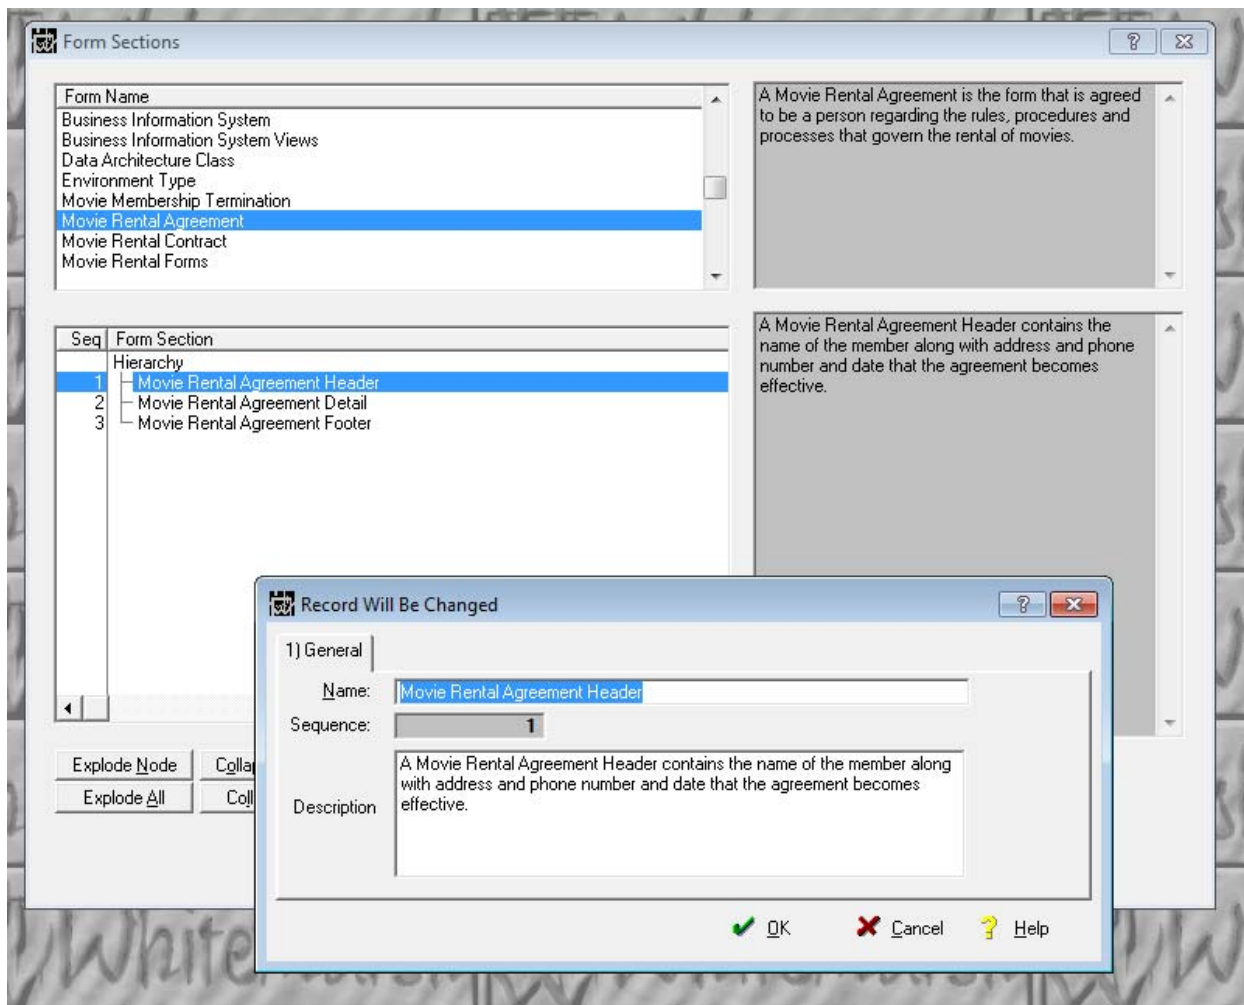 Form Sections
Form Name
Business Information System
Business Information System Views
Data Architecture Class
Environment Type
Movie Membership Termination
Movie Rental Agreement
Movie Rental Contract
Movie Rental Forms
A Movie Rental Agreement is the form that is agreed
to be a person regarding the rules, procedures and
processes that govern the rental of movies.
Seq Form Section
Hierarchy
1 Movie Rental Agreement Header
2 Movie Rental Agreement Detail
3 Movie Rental Agreement Footer
A Movie Rental Agreement Header contains the
name of the member along with address and phone
number and date that the agreement becomes
effective.
Explode Node
Explode All
Record Will Be Changed
1) General
Name: Movie Rental Agreement Header
Sequence: 1
Description
A Movie Rental Agreement Header contains the name of the member along
with address and phone number and date that the agreement becomes
effective.
OK Cancel Help